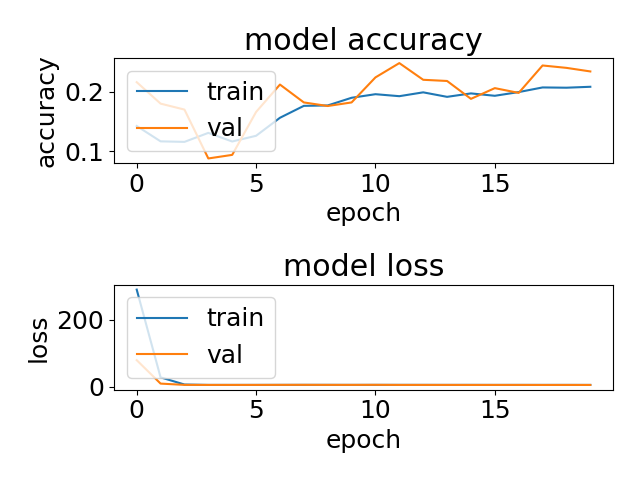 model accuracy
accuracy
0.2
0.1
train
val
0 5 10 15
epoch
model loss
loss
200
0
train
val
0 5 10 15
epoch